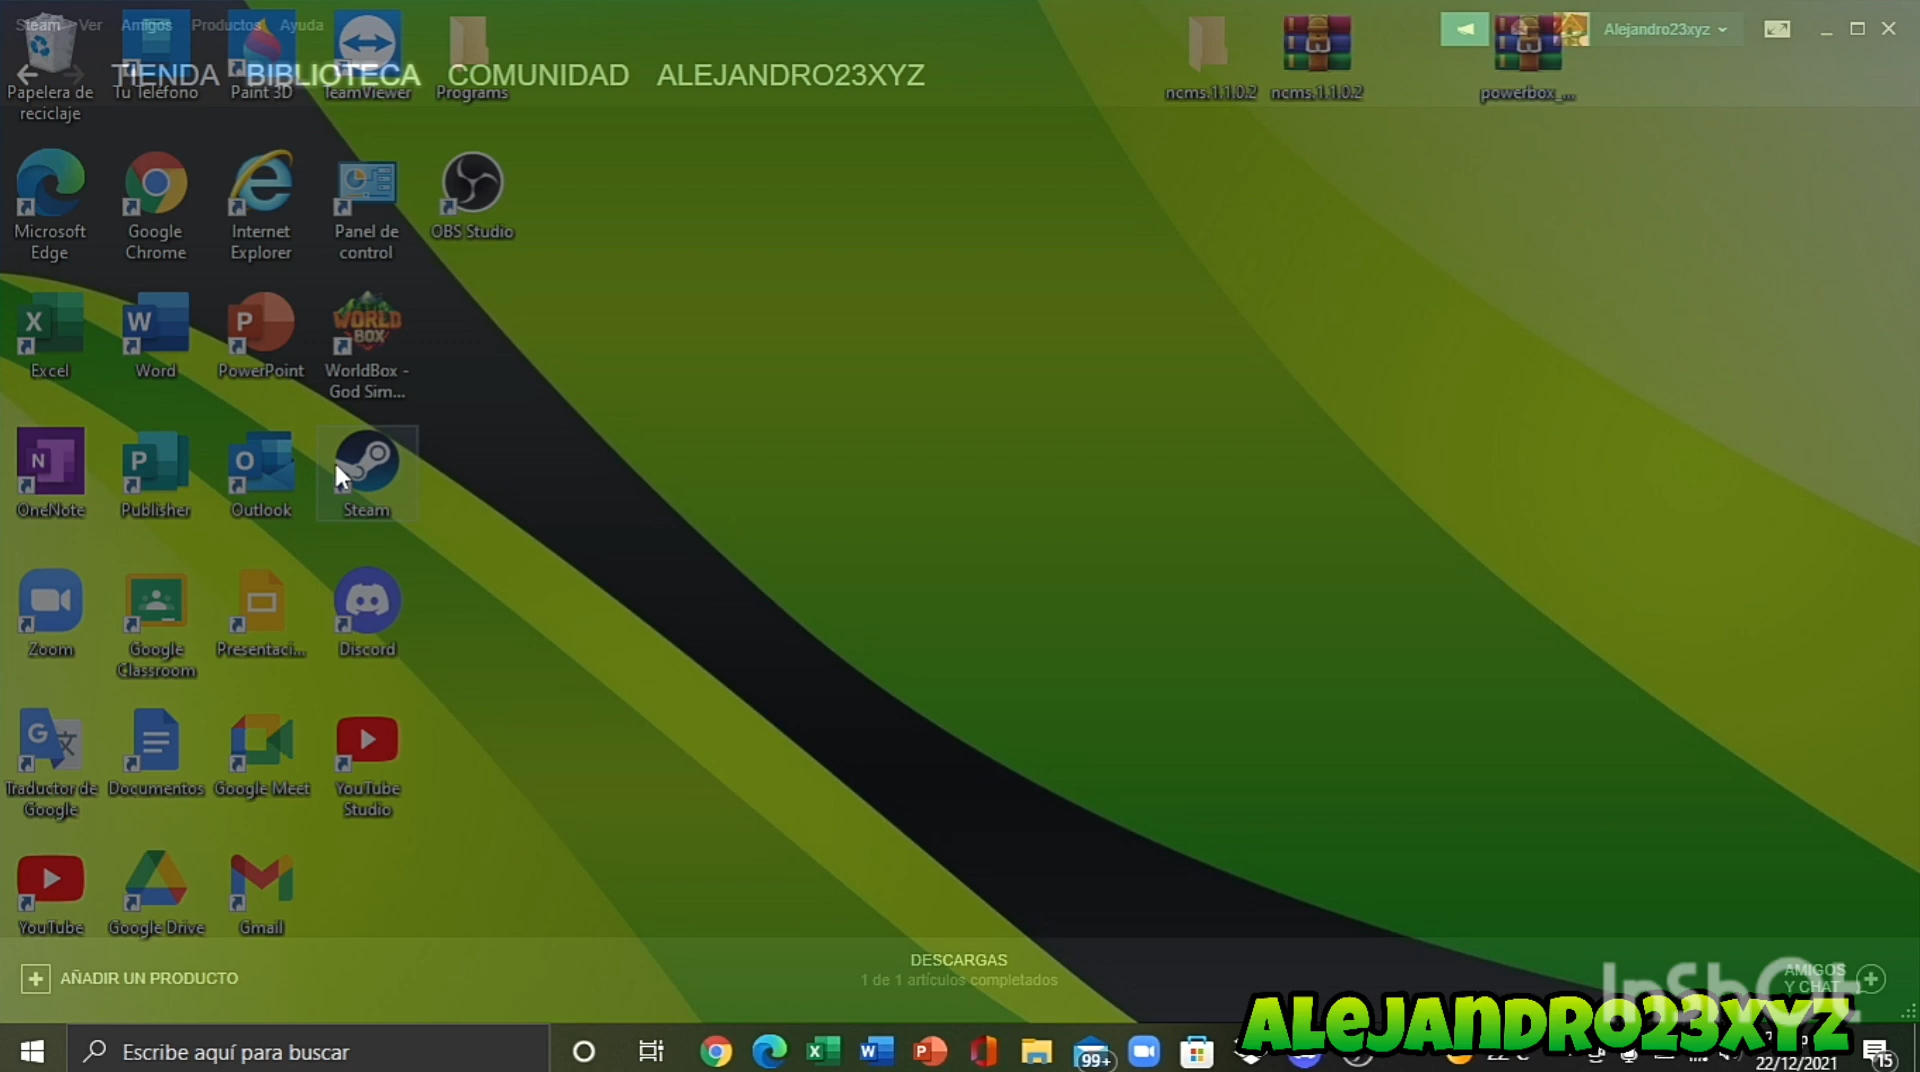 Steam Ver Amigos Productos Ayuda
Alejandro23xyz
TIENDA BIBLIOTECA COMUNIDAD ALEJANDRO23XYZ
Papelera de reciclaje
Tu Teléfono
Paint 3D
TeamViewer
Programs
ncms.1.1.0.2
ncms.1.1.0.2
powerbox_...
Microsoft Edge
Google Chrome
Internet Explorer
Panel de control
OBS Studio
Excel
Word
PowerPoint
WORLD BOX
WorldBox - God Sim...
OneNote
Publisher
Outlook
Steam
Zoom
Google Classroom
Presentaci...
Discord
Traductor de Google
Documentos
Google Meet
YouTube Studio
YouTube
Google Drive
Gmail
AÑADIR UN PRODUCTO
DESCARGAS
1 de 1 artículos completados
AMIGOS Y CHAT
InShOt
ALEJANDRO23XYZ
Escribe aquí para buscar
99+
22/12/2021
15